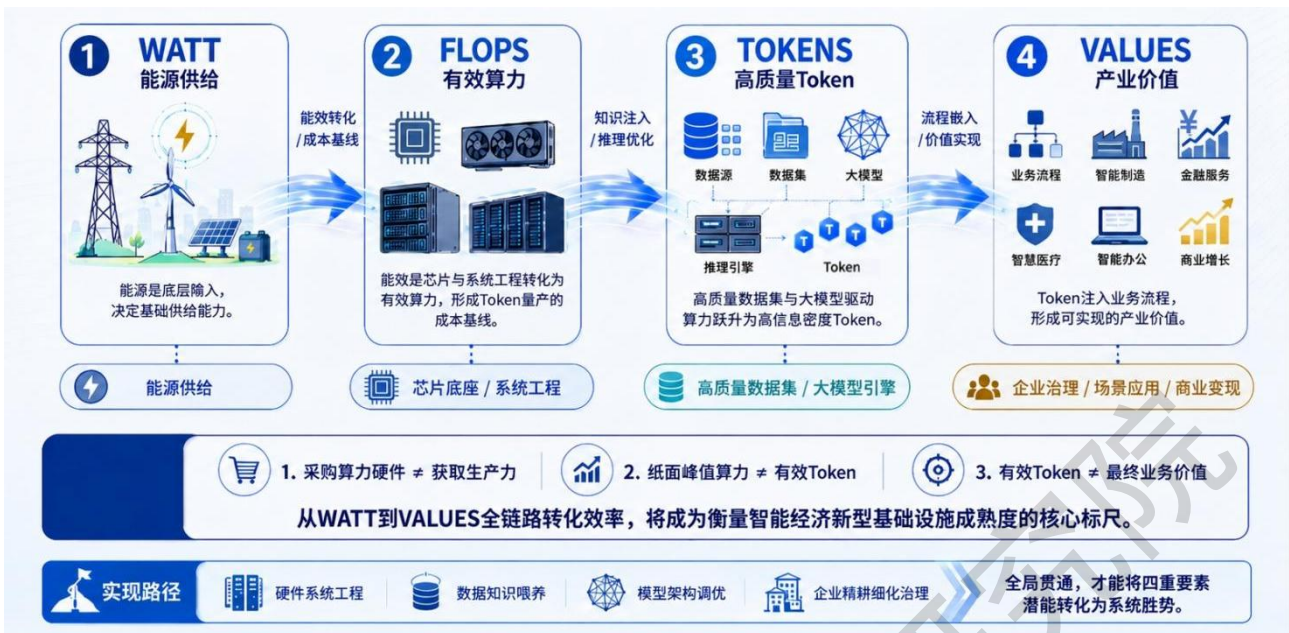 1 WATT
能源供给
能源是底层输入，
决定基础供给能力。
能源供给
能效转化
/成本基线
2 FLOPS
有效算力
能效是芯片与系统工程转化为
有效算力，形成Token量产的
成本基线。
芯片底座 / 系统工程
知识注入
/推理优化
3 TOKENS
高质量Token
数据源 数据集 大模型
推理引擎 Token
T T T T
高质量数据集与大模型驱动
算力跃升为高信息密度Token。
高质量数据集 / 大模型引擎
流程嵌入
/价值实现
4 VALUES
产业价值
¥
业务流程 智能制造 金融服务
智慧医疗 智能办公 商业增长
Token注入业务流程，
形成可实现的产业价值。
企业治理 / 场景应用 / 商业变现
1. 采购算力硬件 ≠ 获取生产力
2. 纸面峰值算力 ≠ 有效Token
3. 有效Token ≠ 最终业务价值
从WATT到VALUES全链路转化效率，将成为衡量智能经济新型基础设施成熟度的核心标尺。
实现路径
硬件系统工程
数据知识喂养
模型架构调优
企业精耕细化治理
全局贯通，才能将四重要素
潜能转化为系统胜势。
研究院